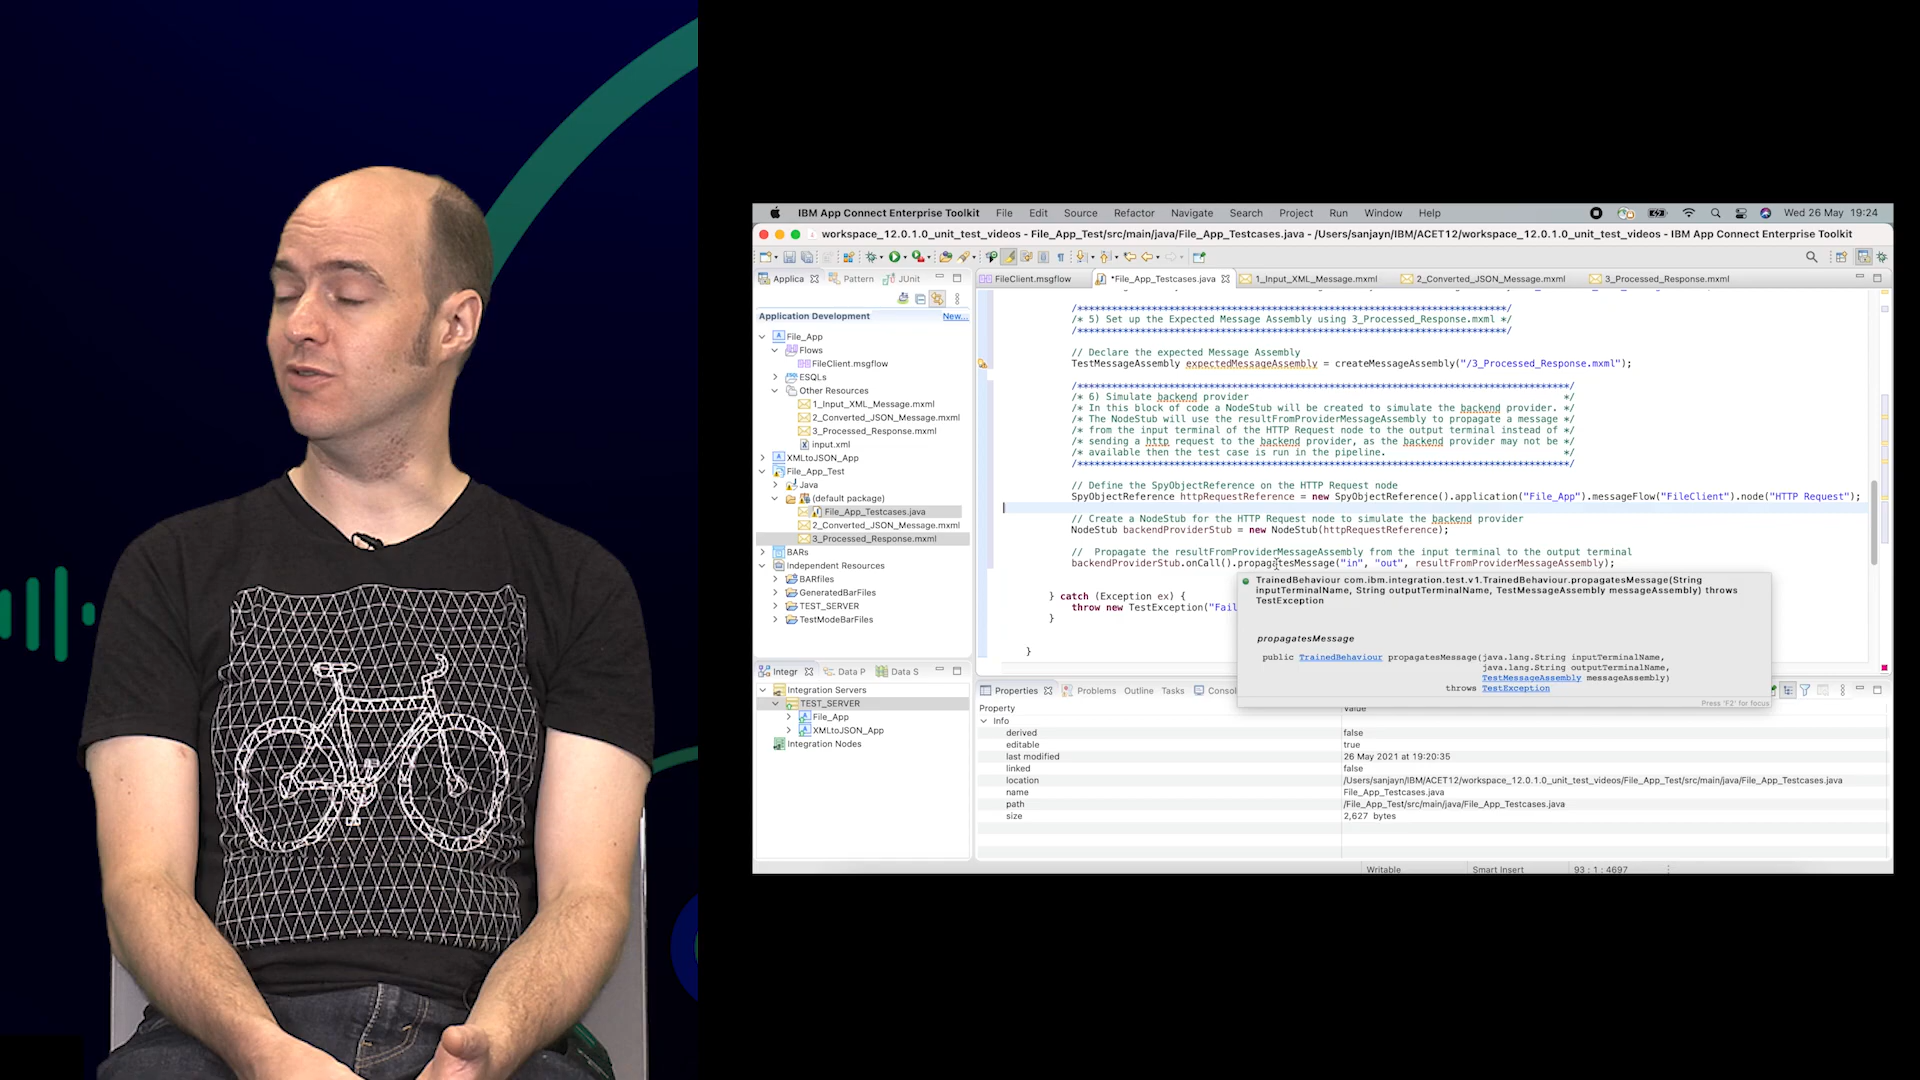 IBM App Connect Enterprise Toolkit File Edit Source Refactor Navigate Search Project Run Window Help Wed 26 May 19:24
workspace_12.0.1.0_unit_test_videos - File_App_Test/src/main/java/File_App_Testcases.java - /Users/sanjayn/IBM/ACET12/workspace_12.0.1.0_unit_test_videos - IBM App Connect Enterprise Toolkit
Applica Pattern JUnit
Application Development New...
File_App
Flows
FileClient.msgflow
ESQLs
Other Resources
1_Input_XML_Message.mxml
2_Converted_JSON_Message.mxml
3_Processed_Response.mxml
input.xml
XMLtoJSON_App
File_App_Test
Java
(default package)
File_App_Testcases.java
2_Converted_JSON_Message.mxml
3_Processed_Response.mxml
BARs
Independent Resources
BARfiles
GeneratedBarFiles
TEST_SERVER
TestModeBarFiles
Integr Data P Data S
Integration Servers
TEST_SERVER
File_App
XMLtoJSON_App
Integration Nodes
FileClient.msgflow *File_App_Testcases.java 1_Input_XML_Message.mxml 2_Converted_JSON_Message.mxml 3_Processed_Response.mxml
/******************************************************************************/
/* 5) Set up the Expected Message Assembly using 3_Processed_Response.mxml */
/******************************************************************************/
// Declare the expected Message Assembly
TestMessageAssembly expectedMessageAssembly = createMessageAssembly("/3_Processed_Response.mxml");
/******************************************************************************/
/* 6) Simulate backend provider
/* In this block of code a NodeStub will be created to simulate the backend provider. */
/* The NodeStub will use the resultFromProviderMessageAssembly to propagate a message */
/* from the input terminal of the HTTP Request node to the output terminal instead of */
/* sending a http request to the backend provider, as the backend provider may not be */
/* available then the test case is run in the pipeline. */
/******************************************************************************/
// Define the SpyObjectReference on the HTTP Request node
SpyObjectReference httpRequestReference = new SpyObjectReference().application("File_App").messageFlow("FileClient").node("HTTP Request");
// Create a NodeStub for the HTTP Request node to simulate the backend provider
NodeStub backendProviderStub = new NodeStub(httpRequestReference);
// Propagate the resultFromProviderMessageAssembly from the input terminal to the output terminal
backendProviderStub.onCall().propagatesMessage("in", "out", resultFromProviderMessageAssembly);
} catch (Exception ex) {
throw new TestException("Fail
}
}
TrainedBehaviour com.ibm.integration.test.v1.TrainedBehaviour.propagatesMessage(String
inputTerminalName, String outputTerminalName, TestMessageAssembly messageAssembly) throws
TestException
propagatesMessage
public TrainedBehaviour propagatesMessage(java.lang.String inputTerminalName,
java.lang.String outputTerminalName,
TestMessageAssembly messageAssembly)
throws TestException
Press 'F2' for focus
Properties Problems Outline Tasks Consol
Property Value
Info
derived false
editable true
last modified 26 May 2021 at 19:20:35
linked false
location /Users/sanjayn/IBM/ACET12/workspace_12.0.1.0_unit_test_videos/File_App_Test/src/main/java/File_App_Testcases.java
name File_App_Testcases.java
path /File_App_Test/src/main/java/File_App_Testcases.java
size 2,627 bytes
Writable Smart Insert 93 : 1 : 4697